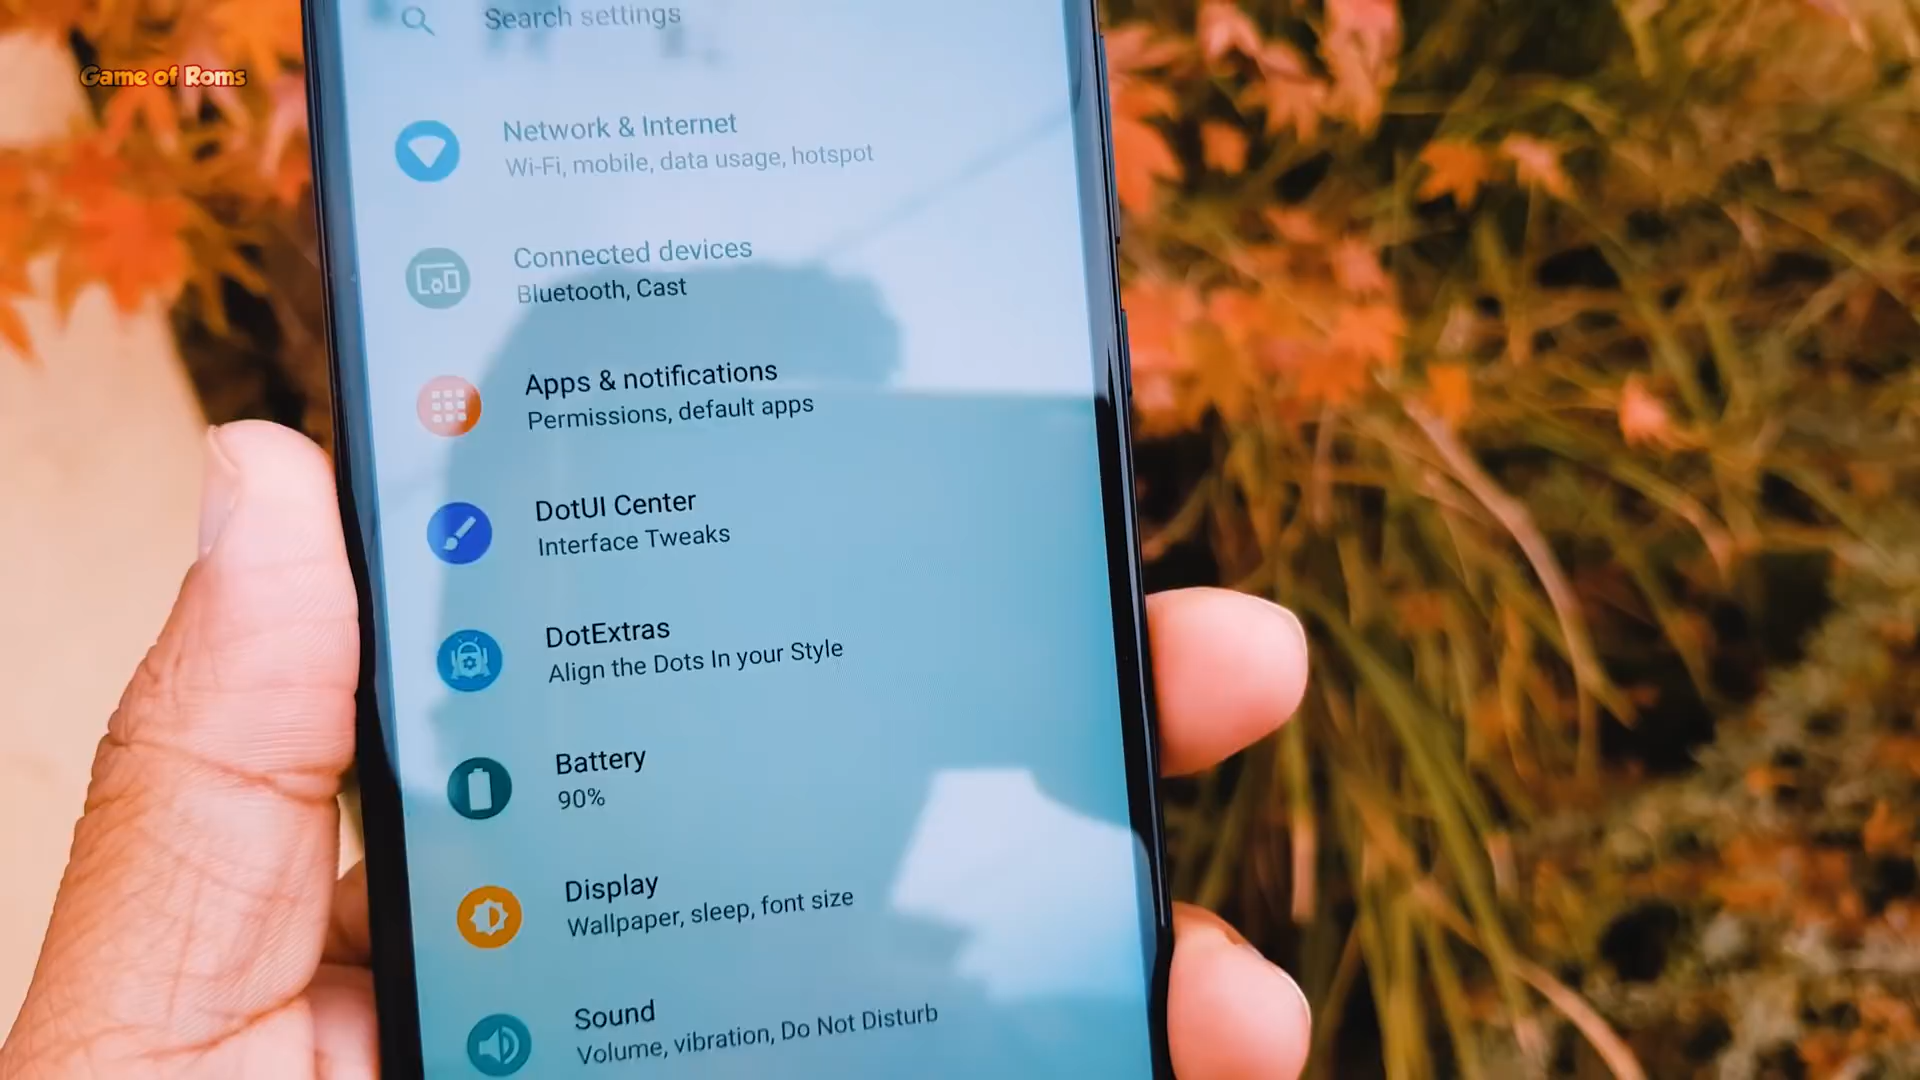 Search settings
Game of Roms
Network & Internet
Wi-Fi, mobile, data usage, hotspot
Connected devices
Bluetooth, Cast
Apps & notifications
Permissions, default apps
DotUI Center
Interface Tweaks
DotExtras
Align the Dots In your Style
Battery
90%
Display
Wallpaper, sleep, font size
Sound
Volume, vibration, Do Not Disturb